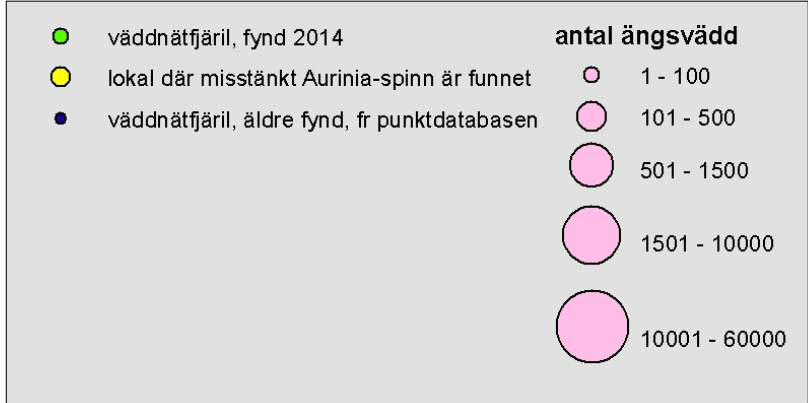 väddnätfjäril, fynd 2014
lokal där misstänkt Aurinia-spinn är funnet
väddnätfjäril, äldre fynd, fr punktdatabasen
antal ängsvädd
1 - 100
101 - 500
501 - 1500
1501 - 10000
10001 - 60000